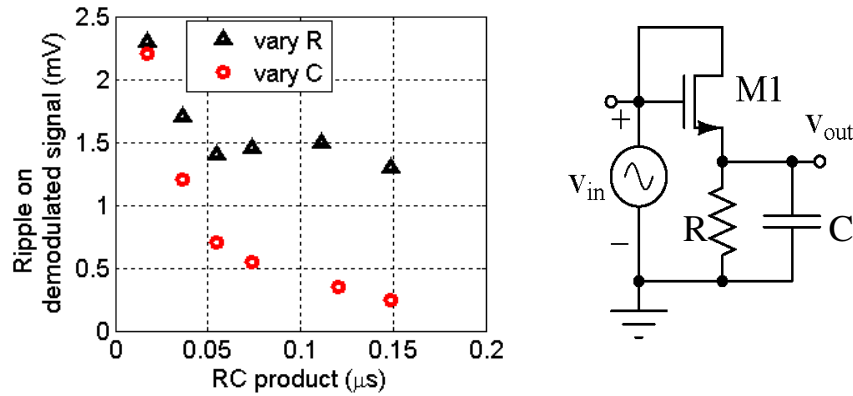 Ripple on
demodulated signal (mV)
2.5
2
1.5
1
0.5
0
0
0.05
0.1
0.15
0.2
RC product (μs)
vary R
vary C
M1
+
v_in
−
R
C
v_out